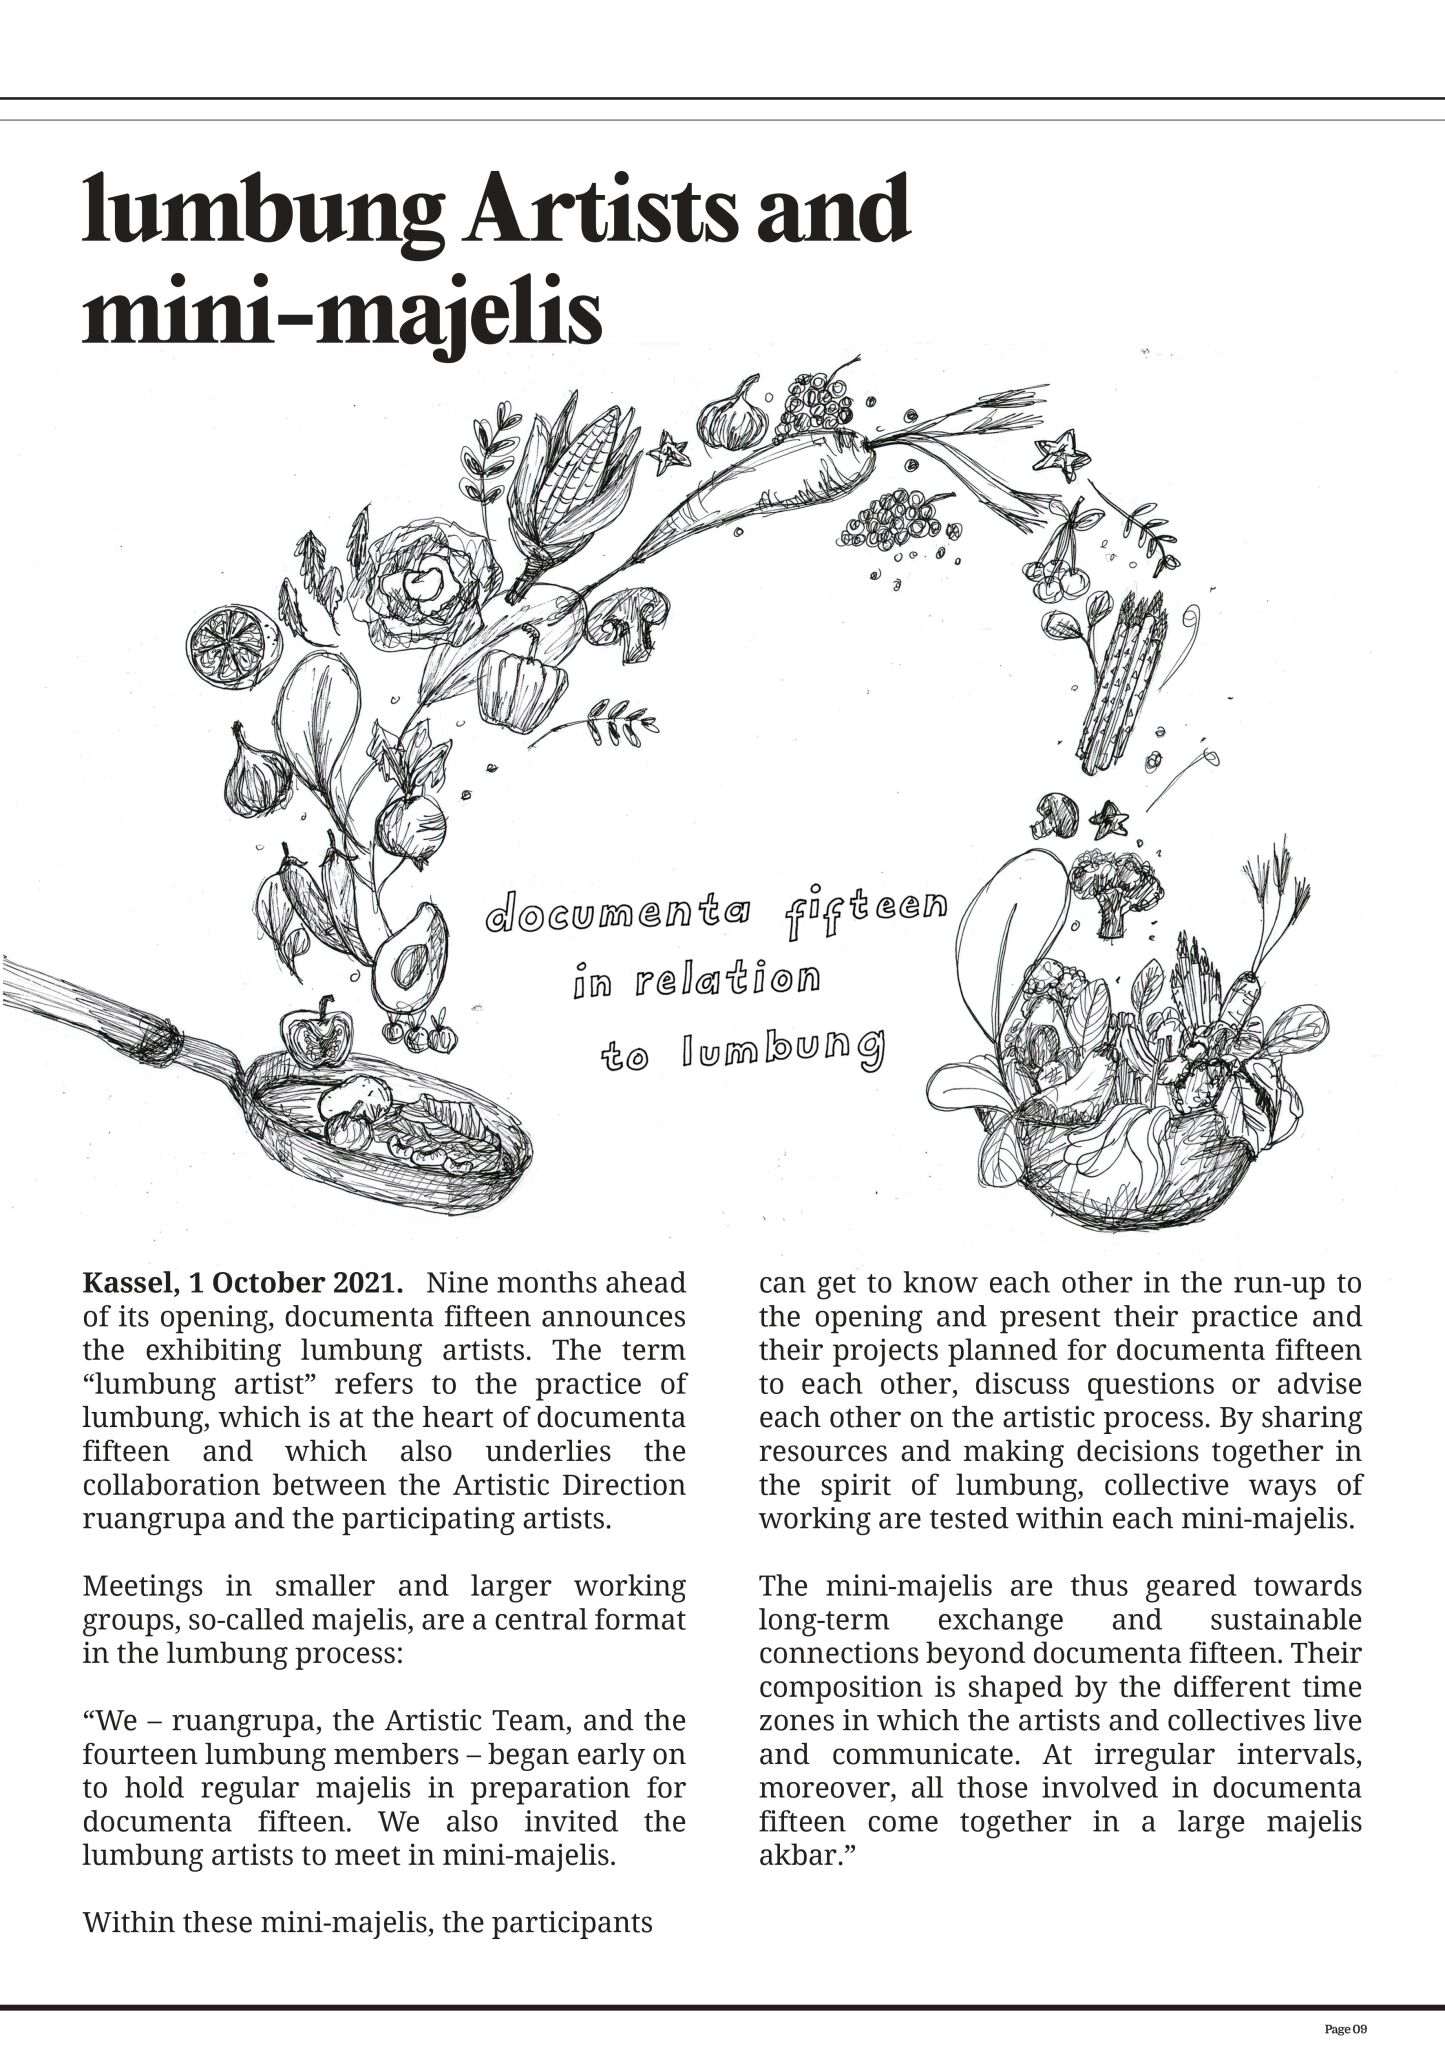 lumbung Artists and
mini-majelis
documenta fifteen
in relation
to lumbung
Kassel, 1 October 2021. Nine months ahead
of its opening, documenta fifteen announces
the exhibiting lumbung artists. The term
“lumbung artist” refers to the practice of
lumbung, which is at the heart of documenta
fifteen and which also underlies the
collaboration between the Artistic Direction
ruangrupa and the participating artists.
Meetings in smaller and larger working
groups, so-called majelis, are a central format
in the lumbung process:
“We – ruangrupa, the Artistic Team, and the
fourteen lumbung members – began early on
to hold regular majelis in preparation for
documenta fifteen. We also invited the
lumbung artists to meet in mini-majelis.
Within these mini-majelis, the participants
can get to know each other in the run-up to
the opening and present their practice and
their projects planned for documenta fifteen
to each other, discuss questions or advise
each other on the artistic process. By sharing
resources and making decisions together in
the spirit of lumbung, collective ways of
working are tested within each mini-majelis.
The mini-majelis are thus geared towards
long-term exchange and sustainable
connections beyond documenta fifteen. Their
composition is shaped by the different time
zones in which the artists and collectives live
and communicate. At irregular intervals,
moreover, all those involved in documenta
fifteen come together in a large majelis
akbar.”
Page 09